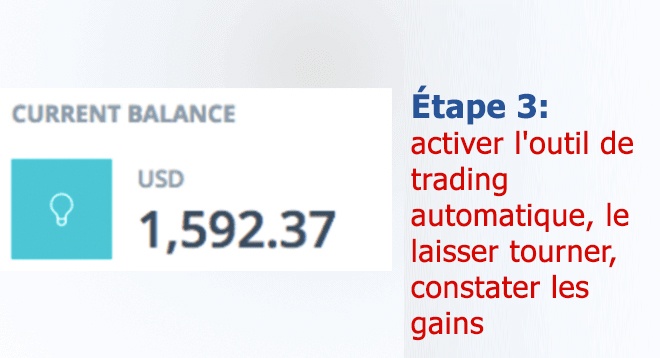 CURRENT BALANCE
USD
1,592.37
Étape 3:
activer l'outil de
trading
automatique, le
laisser tourner,
constater les
gains